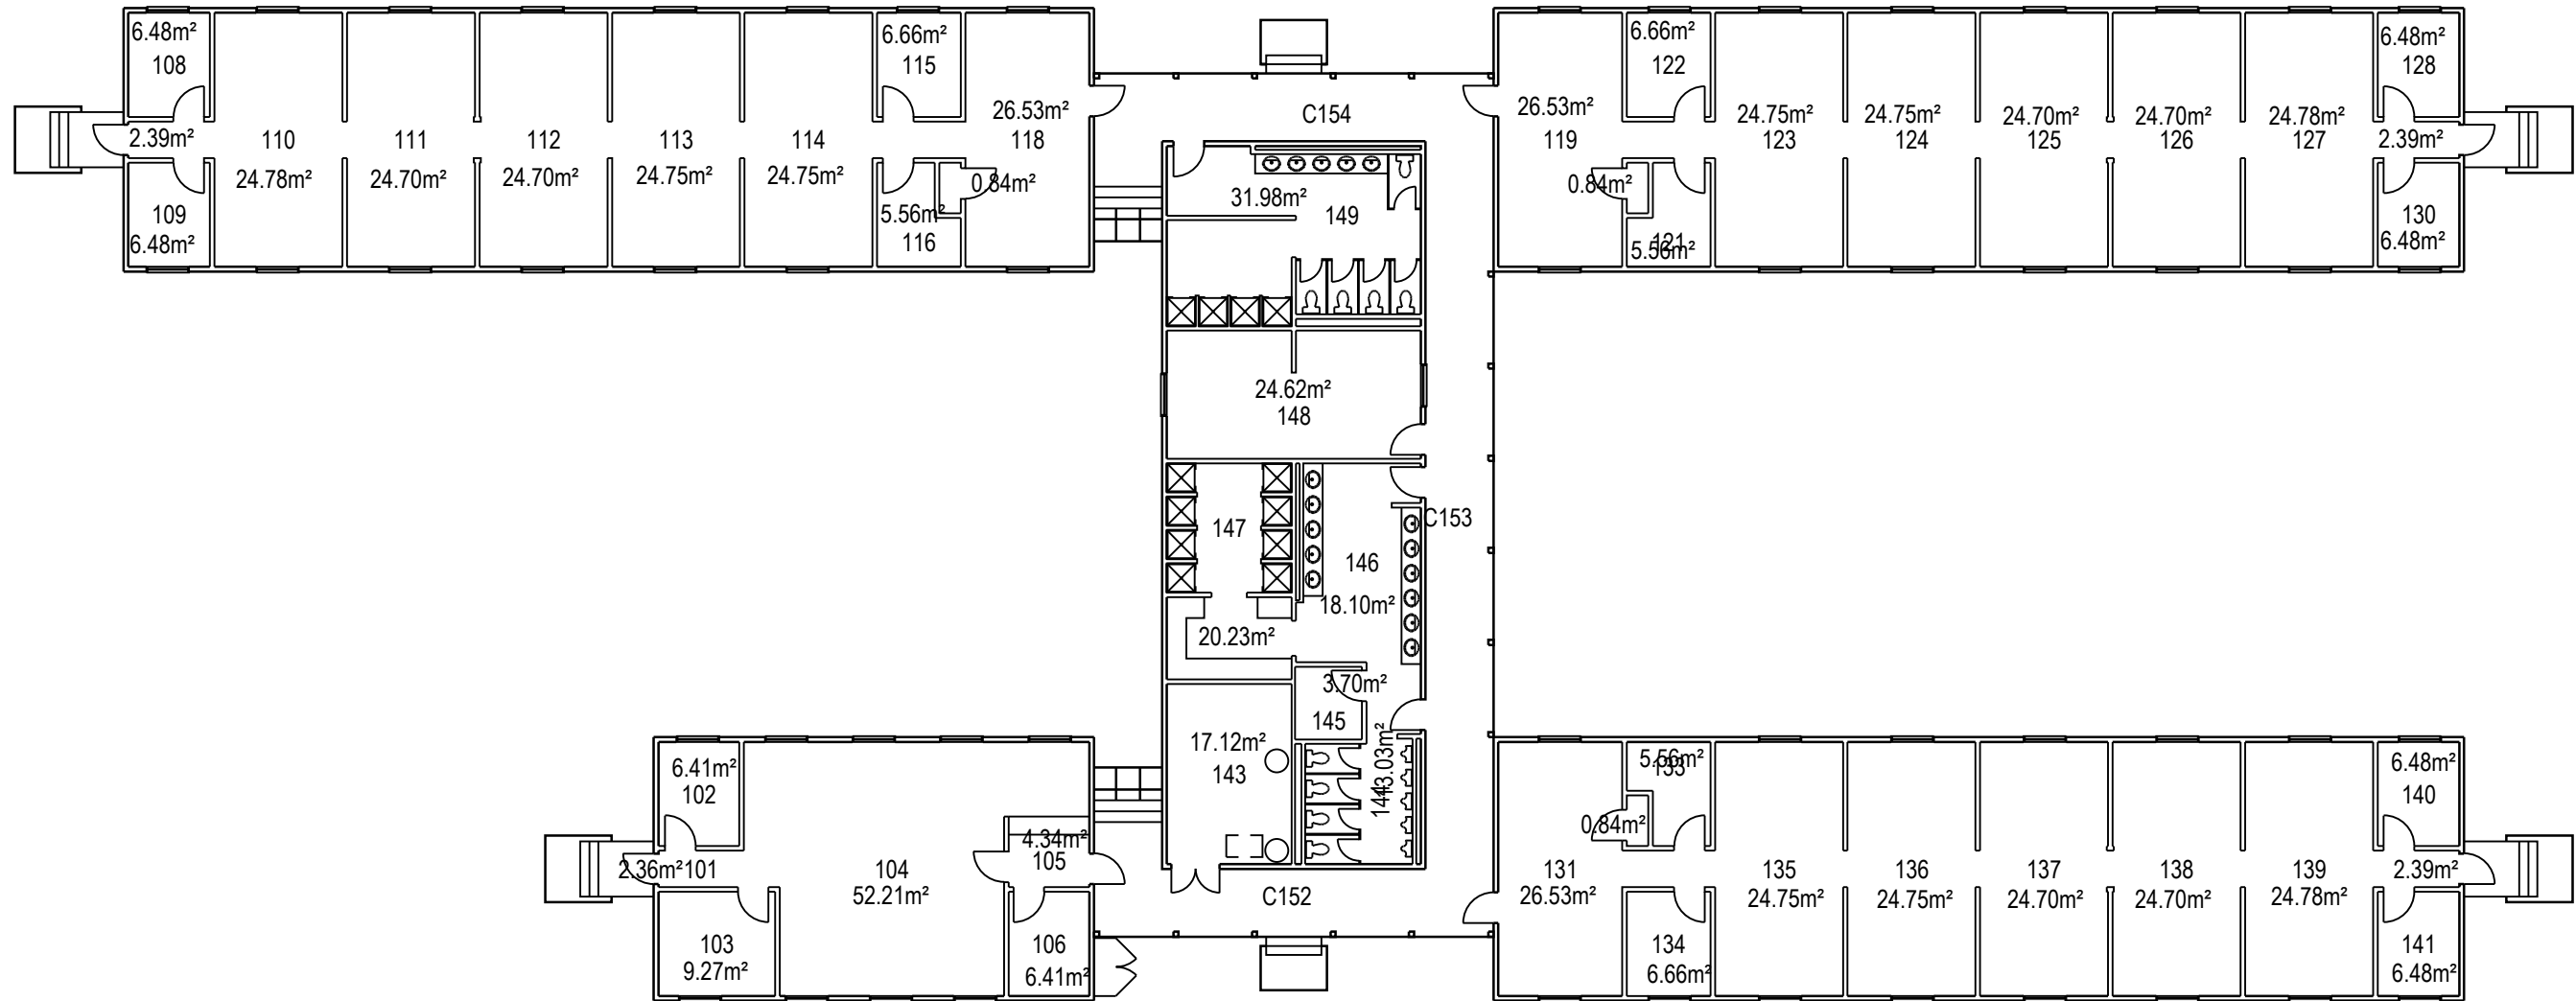 6.48m²
108
2.39m²
109
6.48m²
110
24.78m²
111
24.70m²
112
24.70m²
113
24.75m²
114
24.75m²
6.66m²
115
5.56m²
116
0.84m²
26.53m²
118
C154
26.53m²
119
6.66m²
122
0.84m²
121
5.56m²
24.75m²
123
24.75m²
124
24.70m²
125
24.70m²
126
24.78m²
127
6.48m²
128
2.39m²
130
6.48m²
31.98m²
149
24.62m²
148
147
C153
146
18.10m²
20.23m²
3.70m²
145
17.12m²
143
6.41m²
102
2.36m²
101
103
9.27m²
104
52.21m²
4.34m²
105
106
6.41m²
C152
131
26.53m²
5.56m²
133
0.84m²
134
6.66m²
135
24.75m²
136
24.75m²
137
24.70m²
138
24.70m²
139
24.78m²
6.48m²
140
2.39m²
141
6.48m²